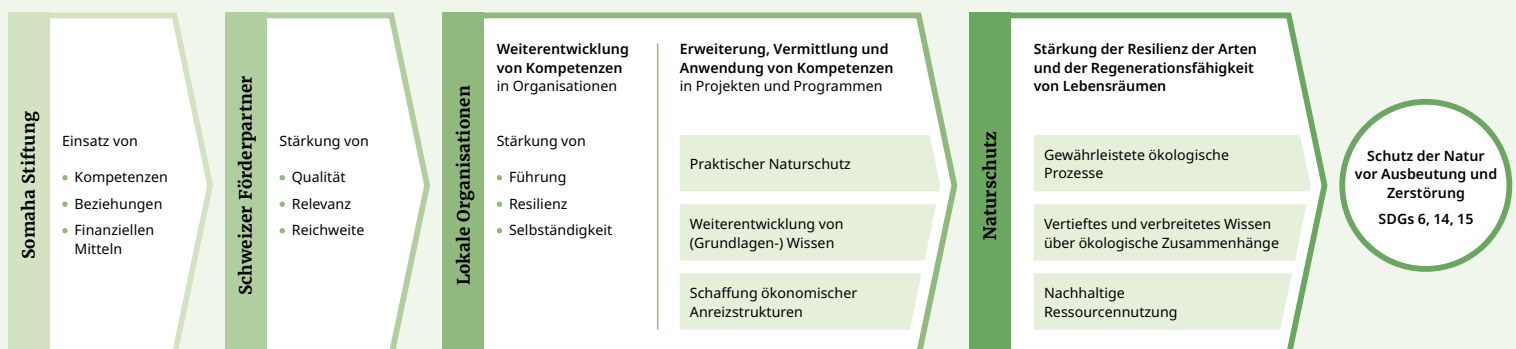 Somaha Stiftung
Einsatz von
Kompetenzen
Beziehungen
Finanziellen
Mitteln
Schweizer Förderpartner
Stärkung von
Qualität
Relevanz
Reichweite
Lokale Organisationen
Weiterentwicklung
von Kompetenzen
in Organisationen
Stärkung von
Führung
Resilienz
Selbständigkeit
Erweiterung, Vermittlung und
Anwendung von Kompetenzen
in Projekten und Programmen
Praktischer Naturschutz
Weiterentwicklung von
(Grundlagen-) Wissen
Schaffung ökonomischer
Anreizstrukturen
Naturschutz
Stärkung der Resilienz der Arten
und der Regenerationsfähigkeit
von Lebensräumen
Gewährleistete ökologische
Prozesse
Vertieftes und verbreitetes Wissen
über ökologische Zusammenhänge
Nachhaltige
Ressourcennutzung
Schutz der Natur
vor Ausbeutung und
Zerstörung
SDGs 6, 14, 15